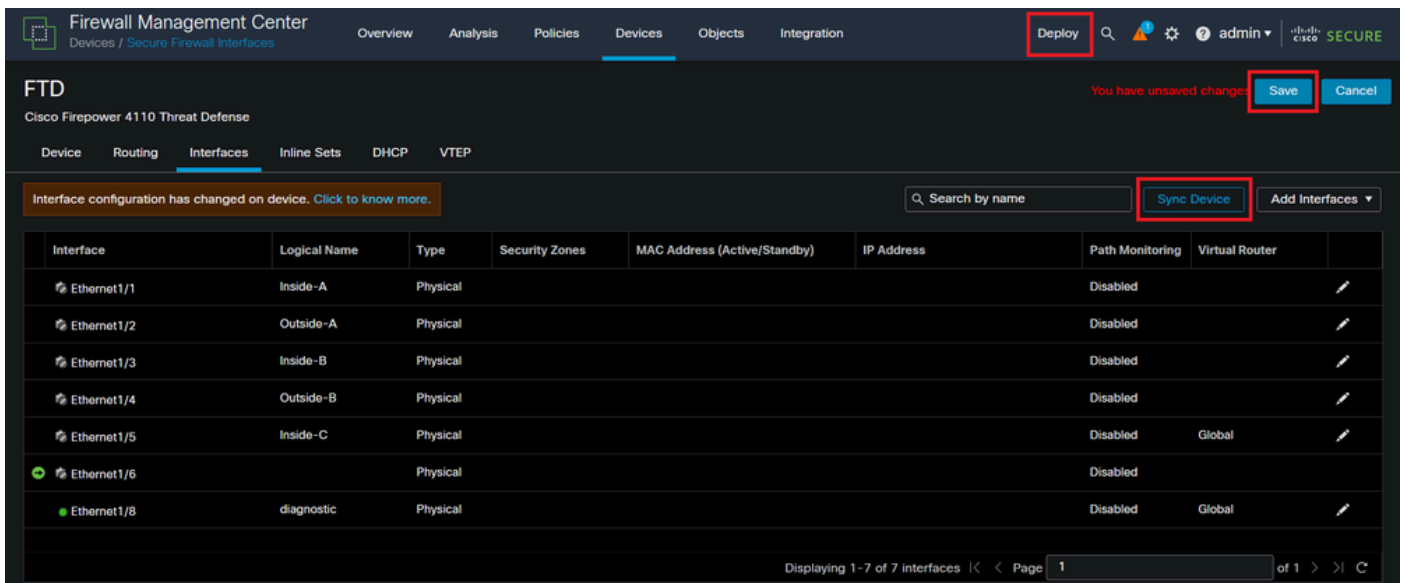 Firewall Management Center
Devices / Secure Firewall Interfaces
Overview Analysis Policies Devices Objects Integration
Deploy 1 admin CISCO SECURE
FTD
Cisco Firepower 4110 Threat Defense
You have unsaved changes Save Cancel
Device Routing Interfaces Inline Sets DHCP VTEP
Interface configuration has changed on device. Click to know more.
Search by name Sync Device Add Interfaces
Interface Logical Name Type Security Zones MAC Address (Active/Standby) IP Address Path Monitoring Virtual Router
Ethernet1/1 Inside-A Physical Disabled
Ethernet1/2 Outside-A Physical Disabled
Ethernet1/3 Inside-B Physical Disabled
Ethernet1/4 Outside-B Physical Disabled
Ethernet1/5 Inside-C Physical Disabled Global
Ethernet1/6 Physical Disabled
Ethernet1/8 diagnostic Physical Disabled Global
Displaying 1-7 of 7 interfaces |< < Page 1 of 1 > >| C